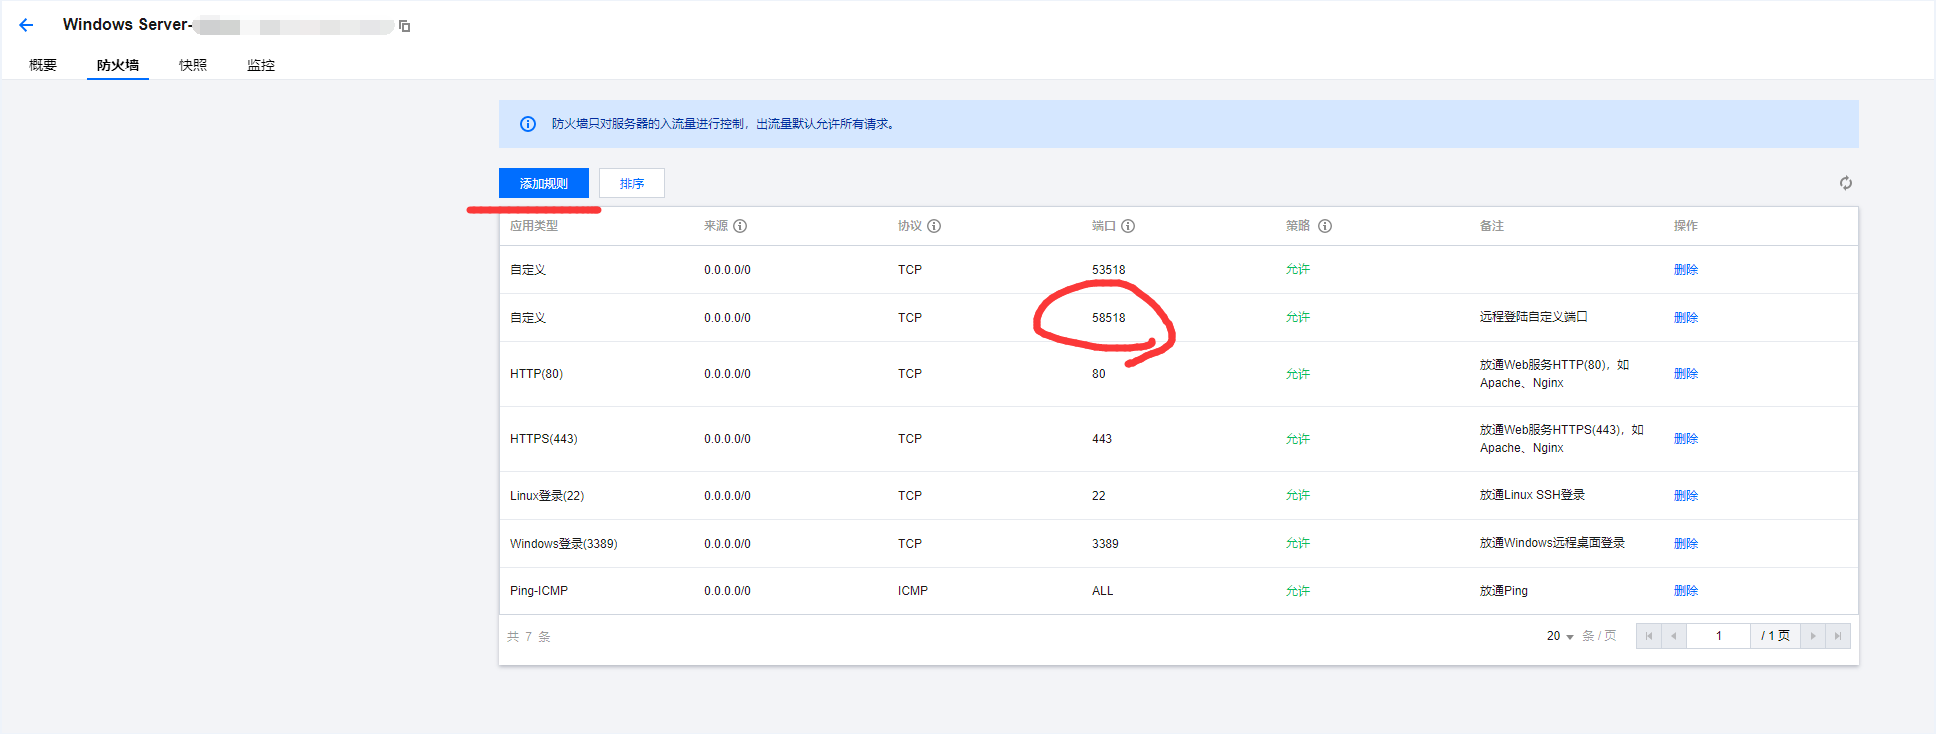 Windows Server-
概要 防火墙 快照 监控
防火墙只对服务器的入流量进行控制，出流量默认允许所有请求。
添加规则 排序
应用类型 来源 协议 端口 策略 备注 操作
自定义 0.0.0.0/0 TCP 53518 允许 删除
自定义 0.0.0.0/0 TCP 58518 允许 远程登陆自定义端口 删除
HTTP(80) 0.0.0.0/0 TCP 80 允许 放通Web服务HTTP(80)，如 删除
Apache、Nginx
HTTPS(443) 0.0.0.0/0 TCP 443 允许 放通Web服务HTTPS(443)，如 删除
Apache、Nginx
Linux登录(22) 0.0.0.0/0 TCP 22 允许 放通Linux SSH登录 删除
Windows登录(3389) 0.0.0.0/0 TCP 3389 允许 放通Windows远程桌面登录 删除
Ping-ICMP 0.0.0.0/0 ICMP ALL 允许 放通Ping 删除
共 7 条 20 条 / 页 1 / 1 页